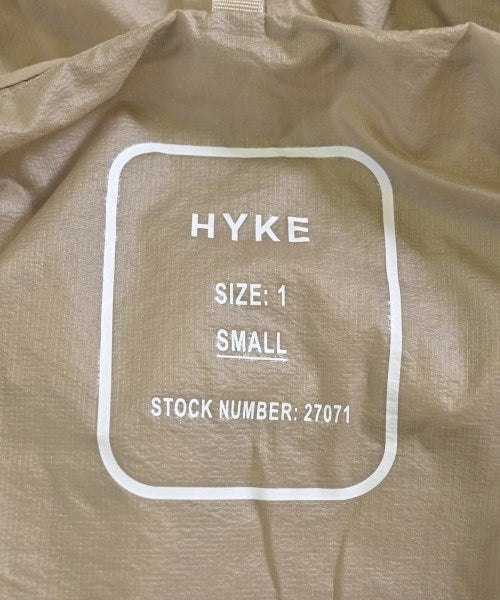 HYKE
SIZE: 1
SMALL
STOCK NUMBER: 27071